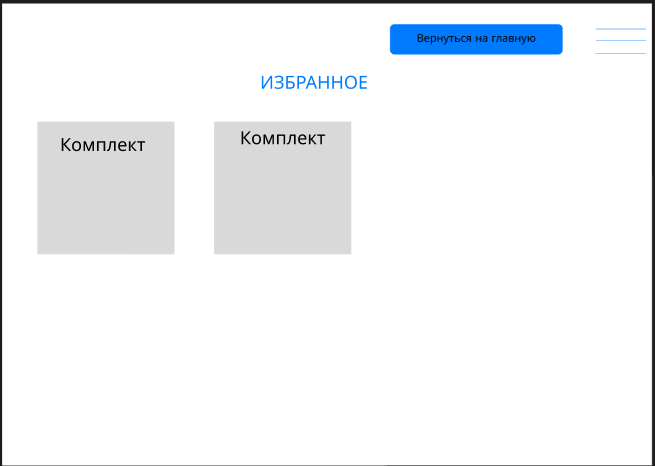 Вернуться на главную
ИЗБРАННОЕ
Комплект
Комплект